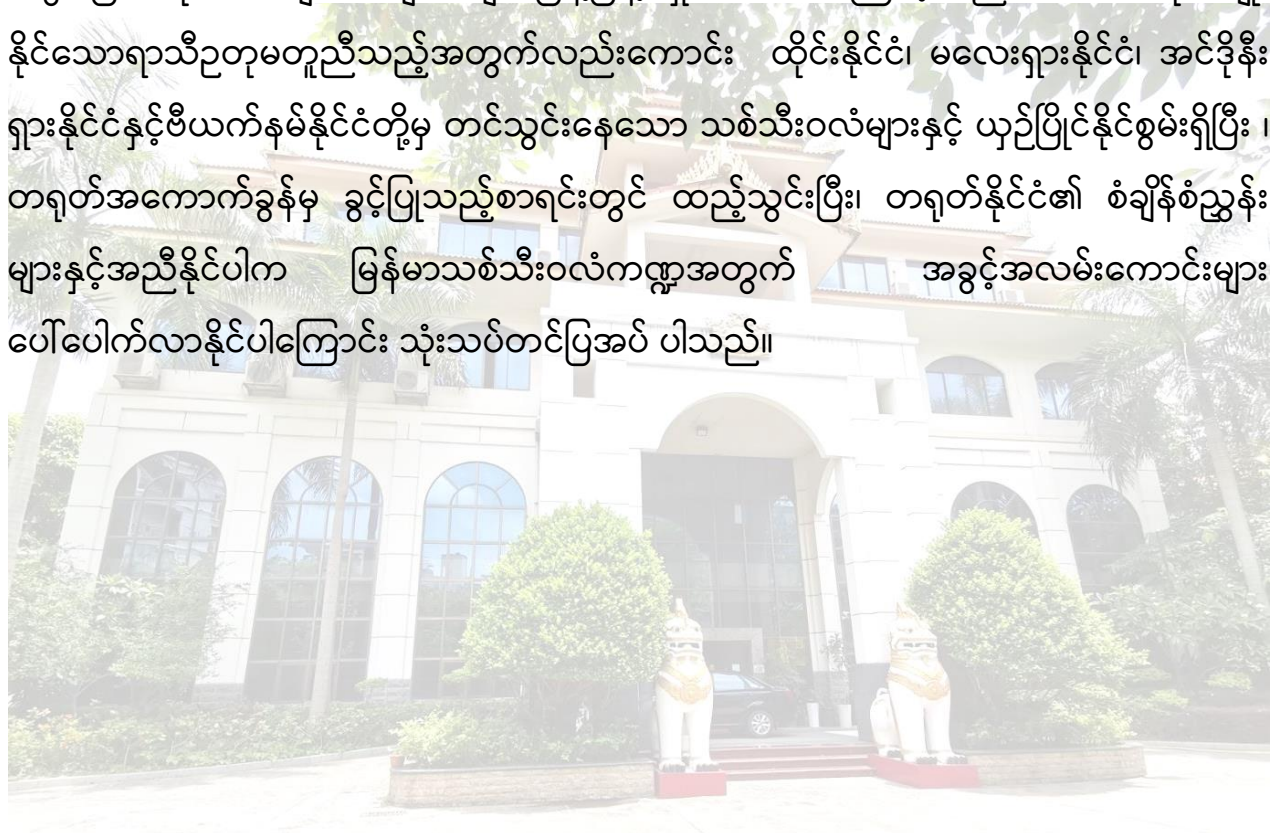 နိုင်သောရာသီဥတုမတူညီသည့်အတွက်လည်းကောင်း ထိုင်းနိုင်ငံ၊ မလေးရှားနိုင်ငံ၊ အင်ဒိုနီး
ရှားနိုင်ငံနှင့်ဗီယက်နမ်နိုင်ငံတို့မှ တင်သွင်းနေသော သစ်သီးဝလံများနှင့် ယှဉ်ပြိုင်နိုင်စွမ်းရှိပြီး ၊
တရုတ်အကောက်ခွန်မှ ခွင့်ပြုသည့်စာရင်းတွင် ထည့်သွင်းပြီး၊ တရုတ်နိုင်ငံ၏ စံချိန်စံညွှန်း
များနှင့်အညီနိုင်ပါက မြန်မာသစ်သီးဝလံကဏ္ဍအတွက် အခွင့်အလမ်းကောင်းများ
ပေါ်ပေါက်လာနိုင်ပါကြောင်း သုံးသပ်တင်ပြအပ် ပါသည်။